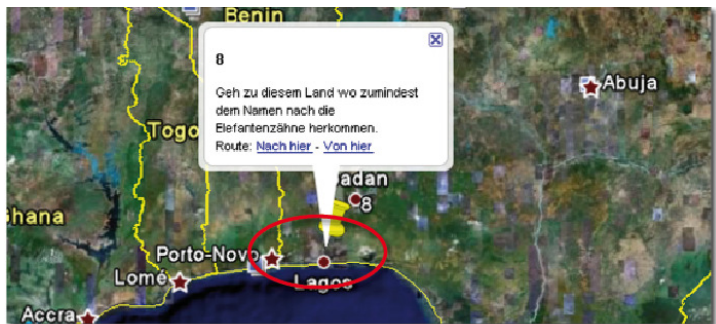 Benin
8
Geh zu diesem Land wo zumindest
dem Namen nach die
Elefantenzähne herkommen.
Route: Nach hier - Von hier
Abuja
Togo
8
Ghana
Porto-Novo
Lomé
Lagos
Accra